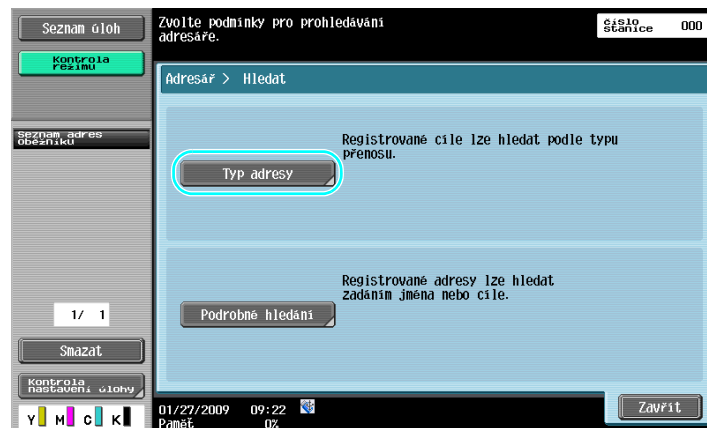 Seznam úloh
Kontrola
režimu
Seznam adres
oběžníku
1/ 1
Smazat
Kontrola
nastavení úlohy
Y M C K
Zvolte podmínky pro prohledávání
adresáře.
číslo
stanice 000
Adresář > Hledat
Registrované cíle lze hledat podle typu
přenosu.
Typ adresy
Registrované adresy lze hledat
zadáním jména nebo cíle.
Podrobné hledání
01/27/2009 09:22
Paměť 0%
Zavřít